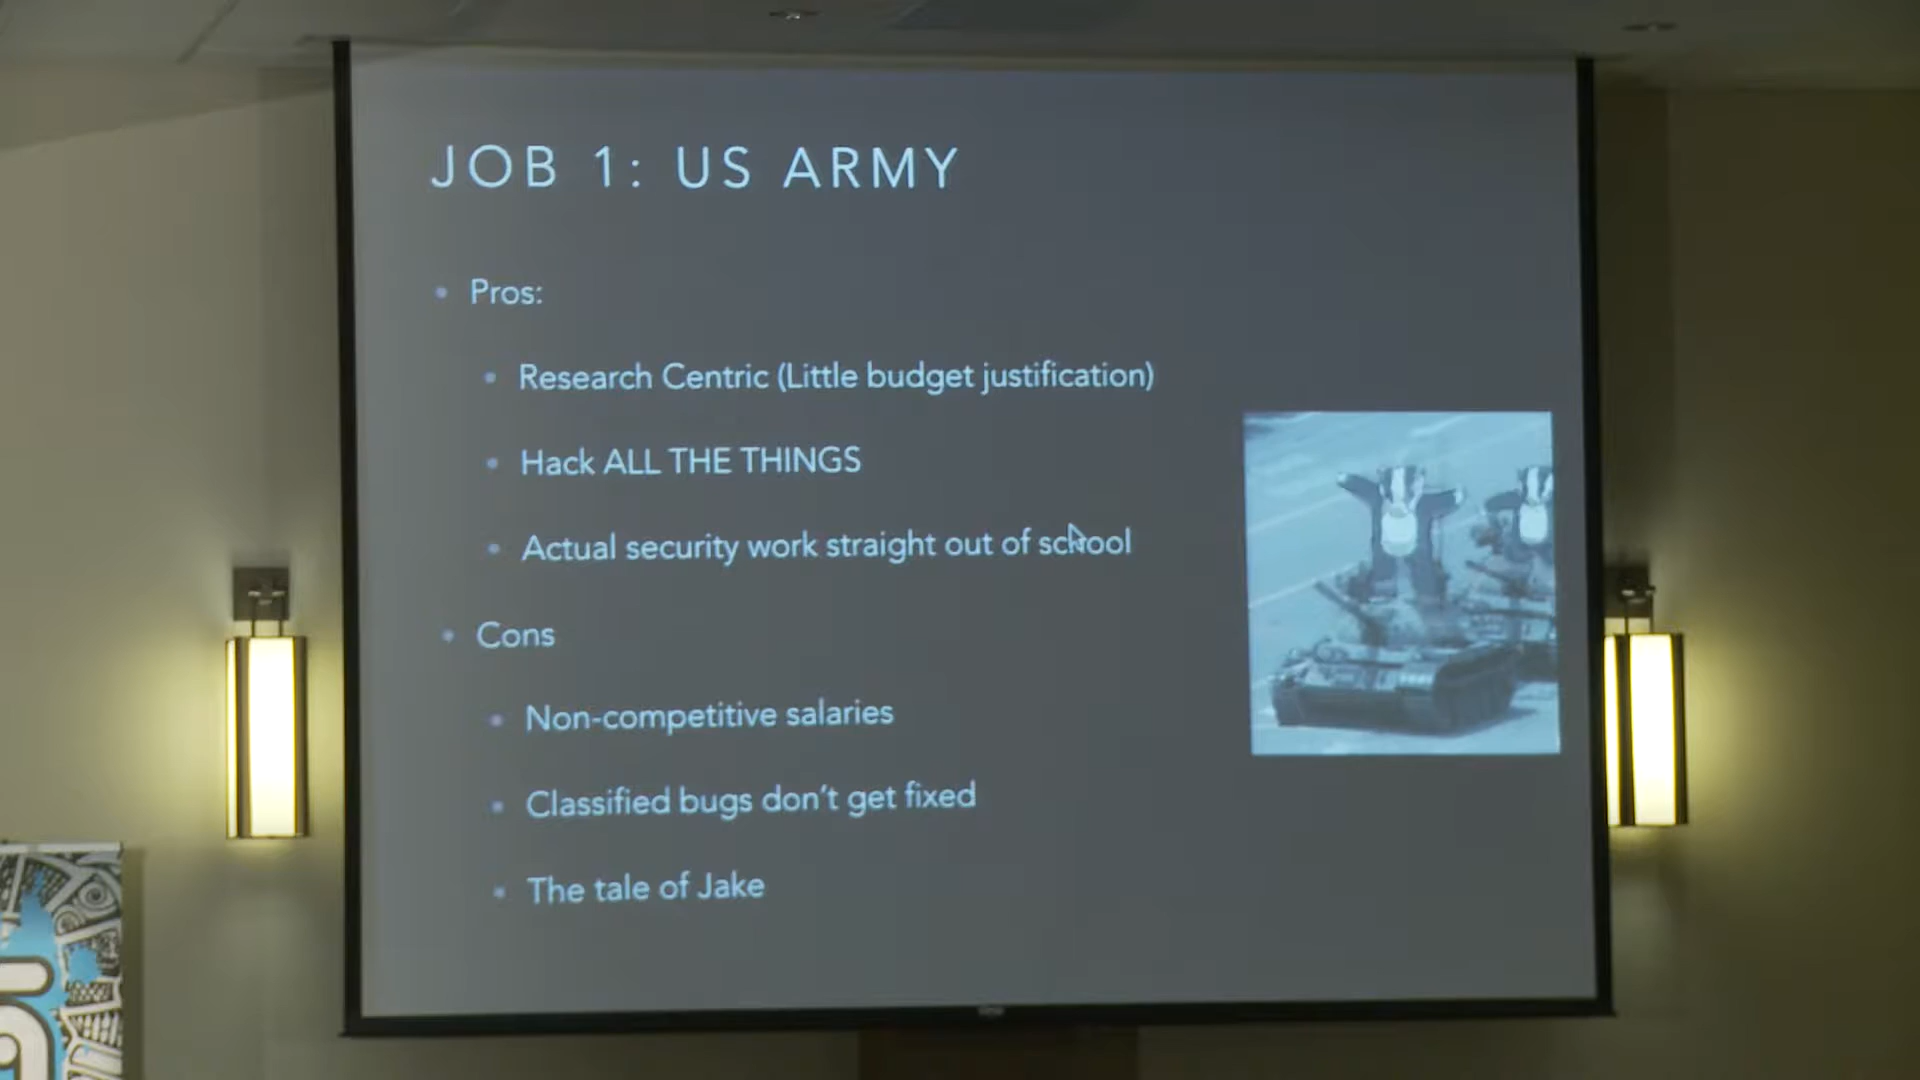 JOB 1: US ARMY
Pros:
Research Centric (Little budget justification)
Hack ALL THE THINGS
Actual security work straight out of school
Cons
Non-competitive salaries
Classified bugs don't get fixed
The tale of Jake